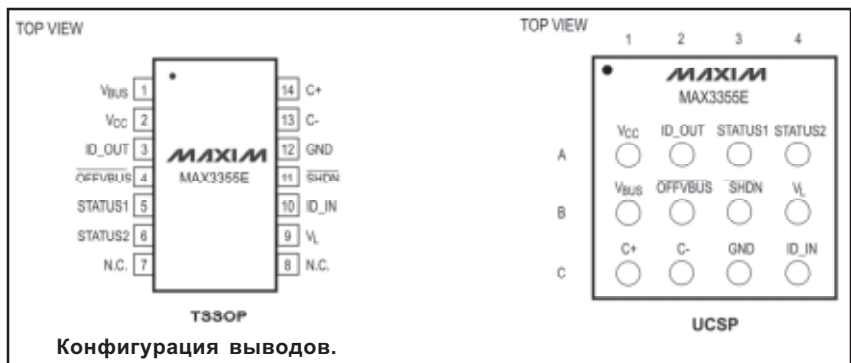 TOP VIEW
VBUS 1
VCC 2
ID_OUT 3
OFFVBUS 4
STATUS1 5
STATUS2 6
N.C. 7
MAXIM
MAX3355E
14 C+
13 C-
12 GND
11 SHDN
10 ID_IN
9 VL
8 N.C.
TSSOP
Конфигурация выводов.
TOP VIEW
1 2 3 4
MAXIM
MAX3355E
A
VCC ID_OUT STATUS1 STATUS2
B
VBUS OFFVBUS SHDN VL
C
C+ C- GND ID_IN
UCSP